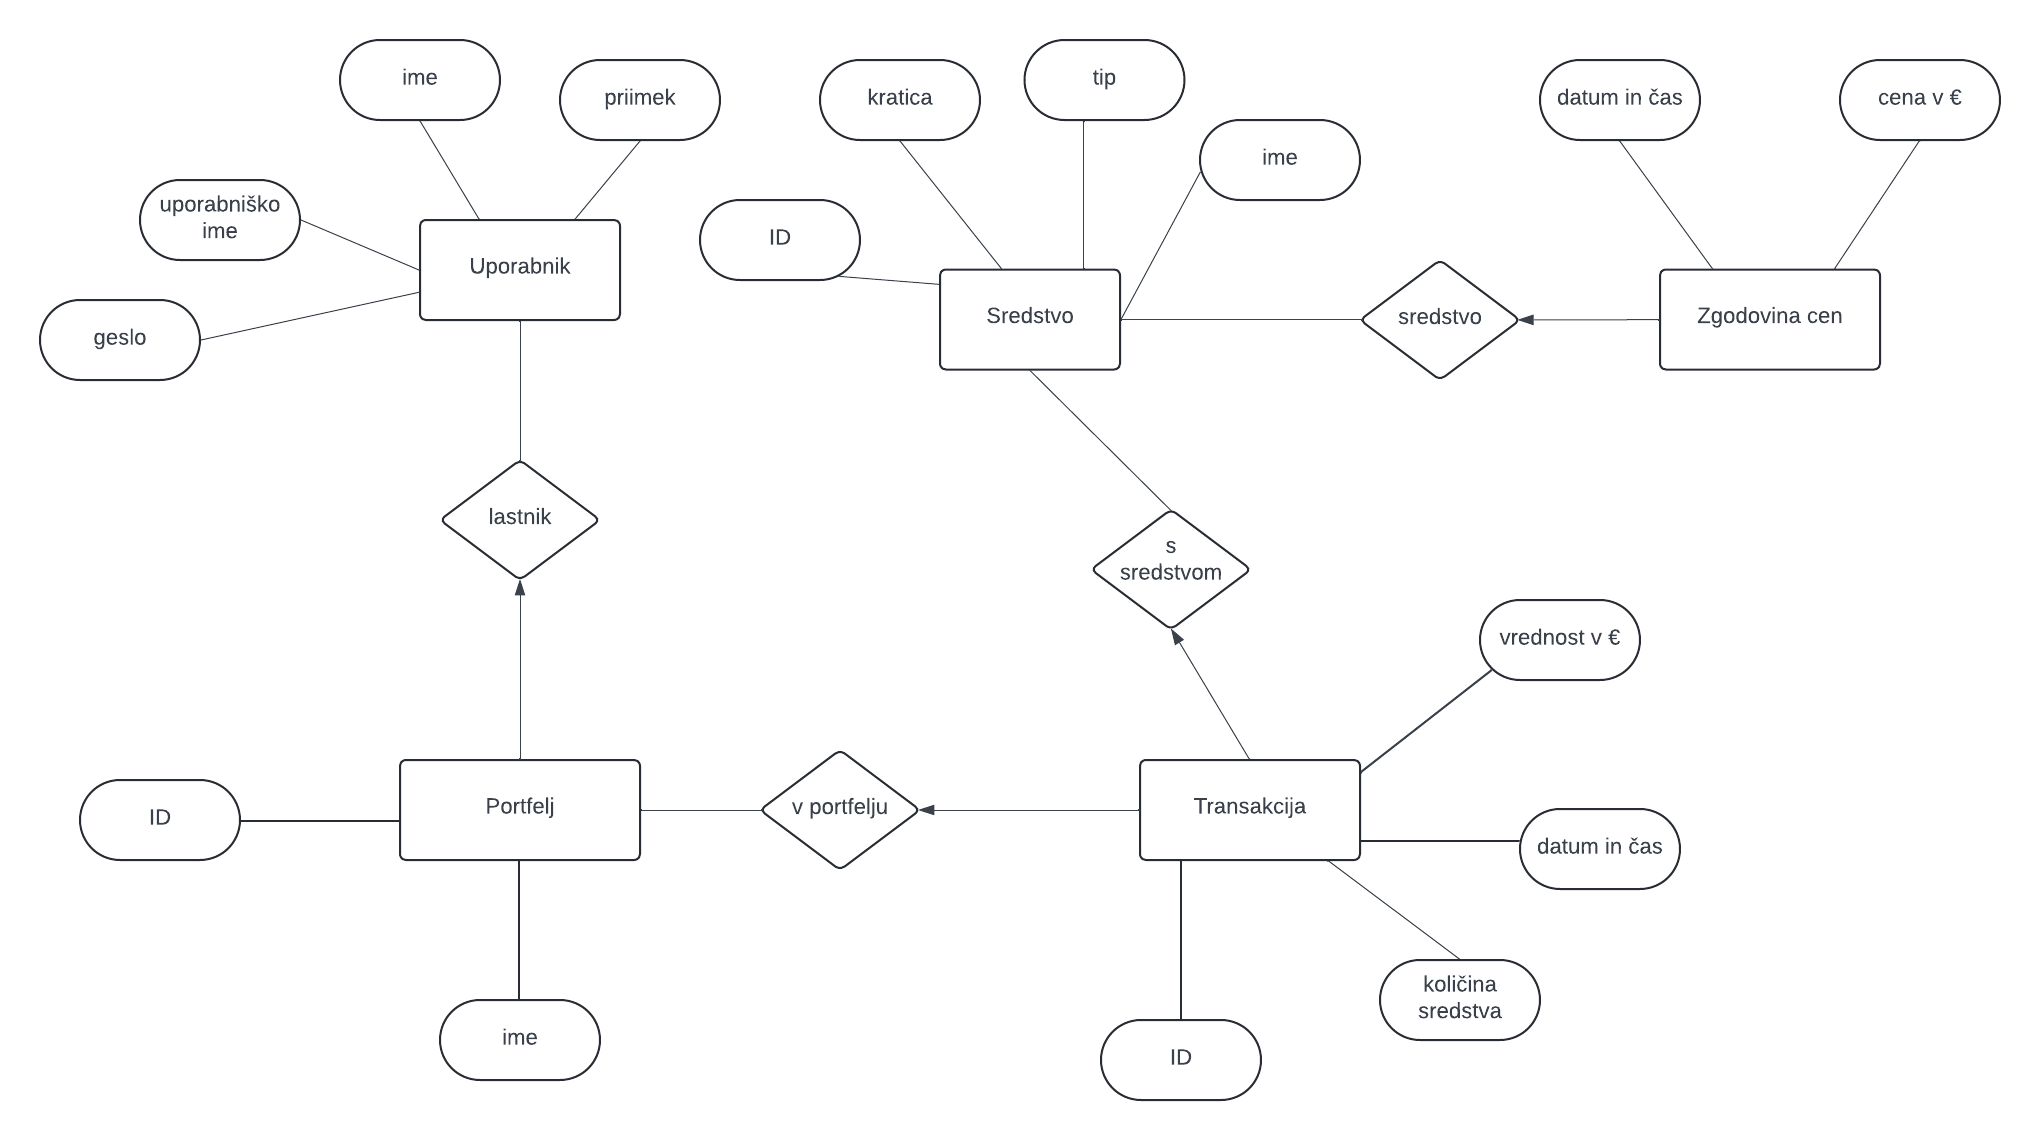 ime
priimek
kratica
tip
datum in čas
cena v €
ime
uporabniško
ime
ID
Uporabnik
Sredstvo
sredstvo
Zgodovina cen
geslo
lastnik
s
sredstvom
vrednost v €
ID
Portfelj
v portfelju
Transakcija
datum in čas
količina
sredstva
ime
ID